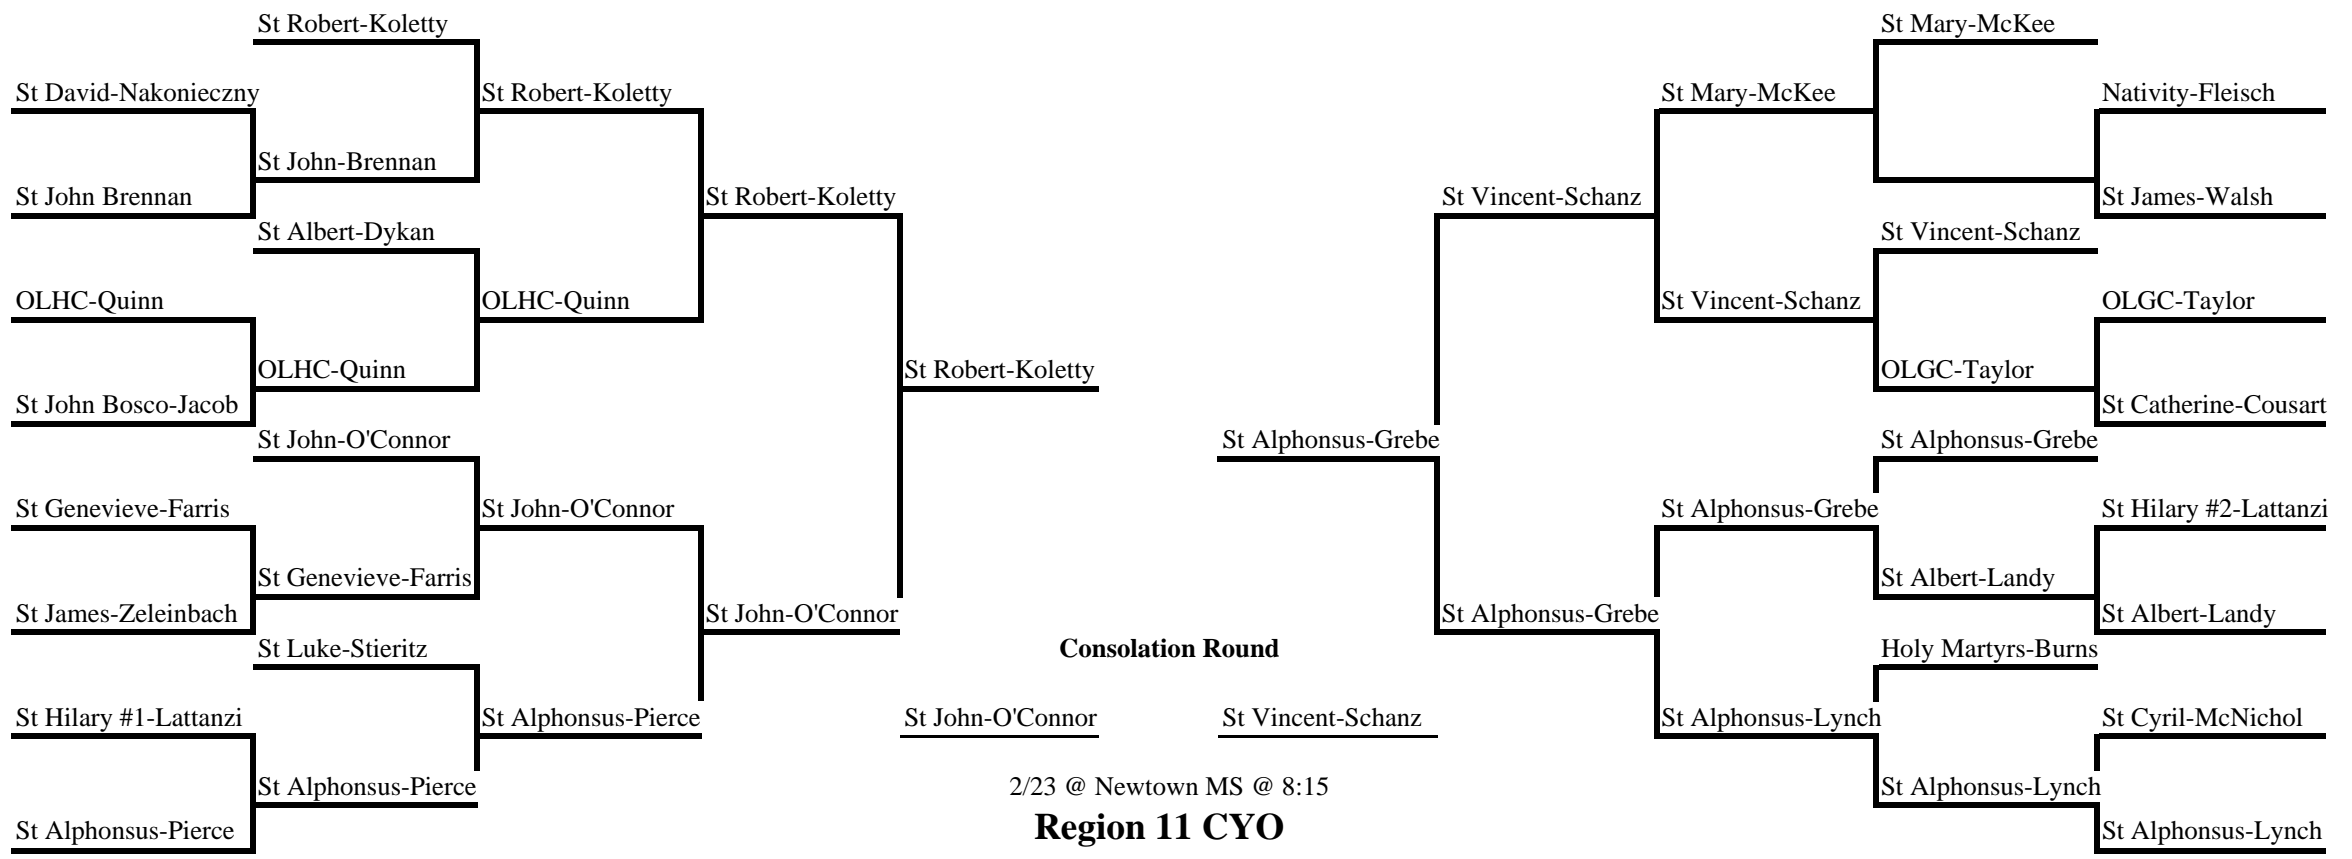 St Robert-Koletty
St Mary-McKee
St David-Nakonieczny
St Robert-Koletty
St Mary-McKee
Nativity-Fleisch
St John-Brennan
St John Brennan
St Robert-Koletty
St Vincent-Schanz
St James-Walsh
St Albert-Dykan
St Vincent-Schanz
OLHC-Quinn
OLHC-Quinn
St Vincent-Schanz
OLGC-Taylor
OLHC-Quinn
St Robert-Koletty
OLGC-Taylor
St John Bosco-Jacob
St Catherine-Cousart
St John-O'Connor
St Alphonsus-Grebe
St Alphonsus-Grebe
St Genevieve-Farris
St John-O'Connor
St Alphonsus-Grebe
St Hilary #2-Lattanzi
St Genevieve-Farris
St Albert-Landy
St James-Zeleinbach
St John-O'Connor
St Alphonsus-Grebe
St Albert-Landy
St Luke-Stieritz
Consolation Round
Holy Martyrs-Burns
St Hilary #1-Lattanzi
St Alphonsus-Pierce
St John-O'Connor
St Vincent-Schanz
St Alphonsus-Lynch
St Cyril-McNichol
St Alphonsus-Pierce
2/23 @ Newtown MS @ 8:15
St Alphonsus-Lynch
St Alphonsus-Pierce
Region 11 CYO
St Alphonsus-Lynch